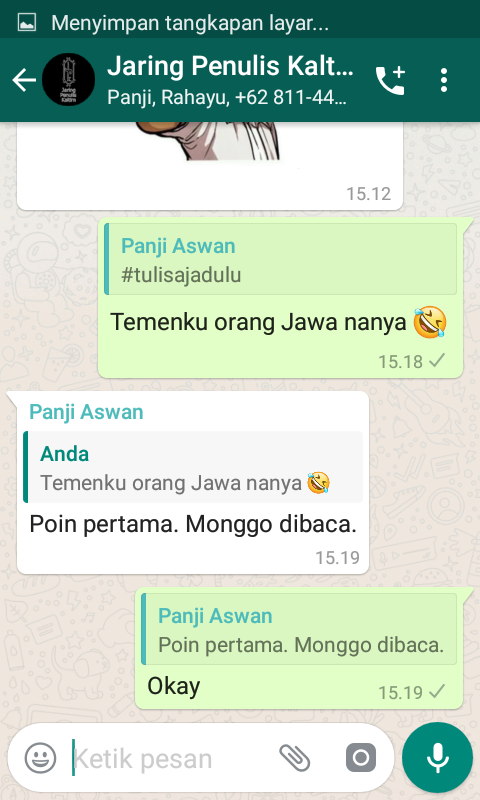 Menyimpan tangkapan layar...
Jaring Penulis Kaltr...
Panji, Rahayu, +62 811-44...
Jaring
Penulis
Kaltim
15.12
Panji Aswan
#tulisajadulu
Temenku orang Jawa nanya 🤣
15.18
Panji Aswan
Anda
Temenku orang Jawa nanya 🤣
Poin pertama. Monggo dibaca.
15.19
Panji Aswan
Poin pertama. Monggo dibaca.
Okay
15.19
Ketik pesan